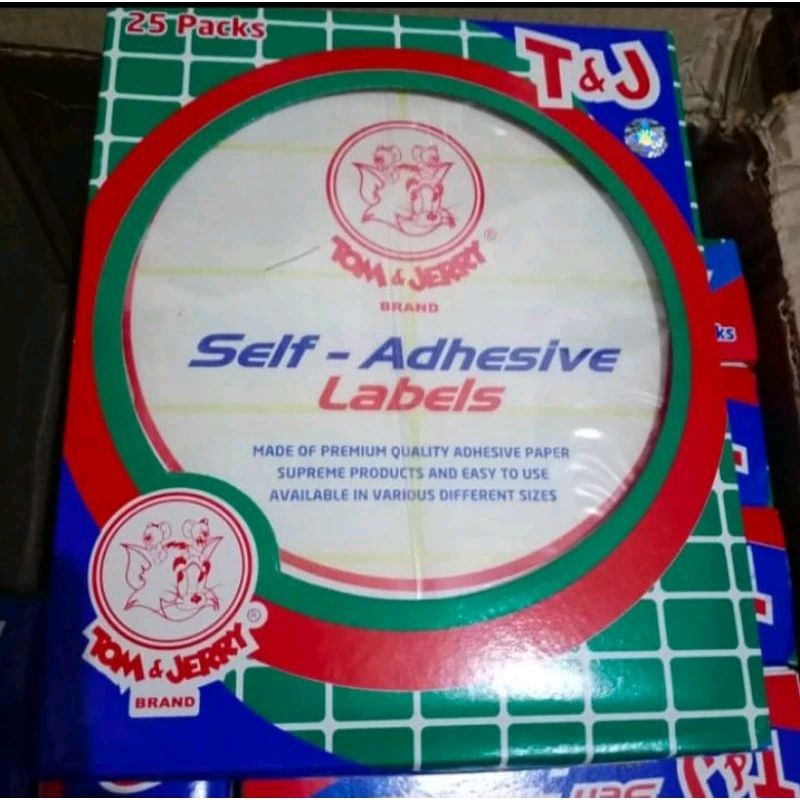 25 Packs
T&J
TOM & JERRY ®
BRAND
Self - Adhesive
Labels
MADE OF PREMIUM QUALITY ADHESIVE PAPER
SUPREME PRODUCTS AND EASY TO USE
AVAILABLE IN VARIOUS DIFFERENT SIZES
TOM & JERRY ®
BRAND
ks